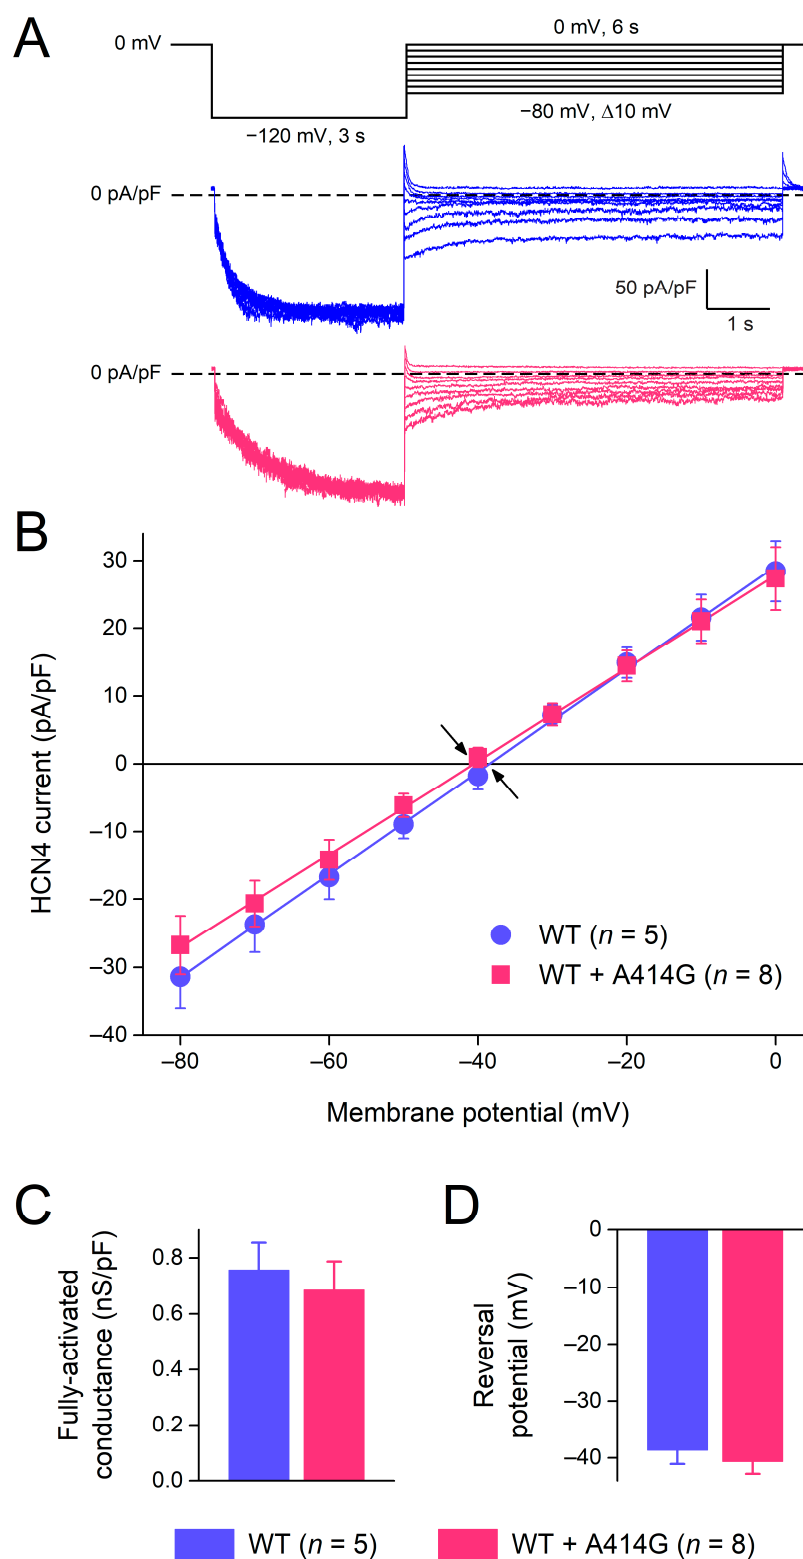 A
0 mV
0 mV, 6 s
−80 mV, Δ10 mV
−120 mV, 3 s
0 pA/pF
50 pA/pF
1 s
0 pA/pF
B
HCN4 current (pA/pF)
30
20
10
0
−10
−20
−30
−40
WT (n = 5)
WT + A414G (n = 8)
−80
−60
−40
−20
0
Membrane potential (mV)
C
Fully-activated
conductance (nS/pF)
0.8
0.6
0.4
0.2
0.0
D
Reversal
potential (mV)
0
−10
−20
−30
−40
WT (n = 5)
WT + A414G (n = 8)